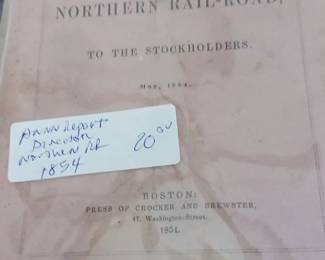 NORTHERN RAIL-ROAD,
TO THE STOCKHOLDERS.
May, 1854.
Ann Report
Director
Northern RR
1854
20 00
BOSTON:
PRESS OF CROCKER AND BREWSTER,
47, Washington-Street.
1854.